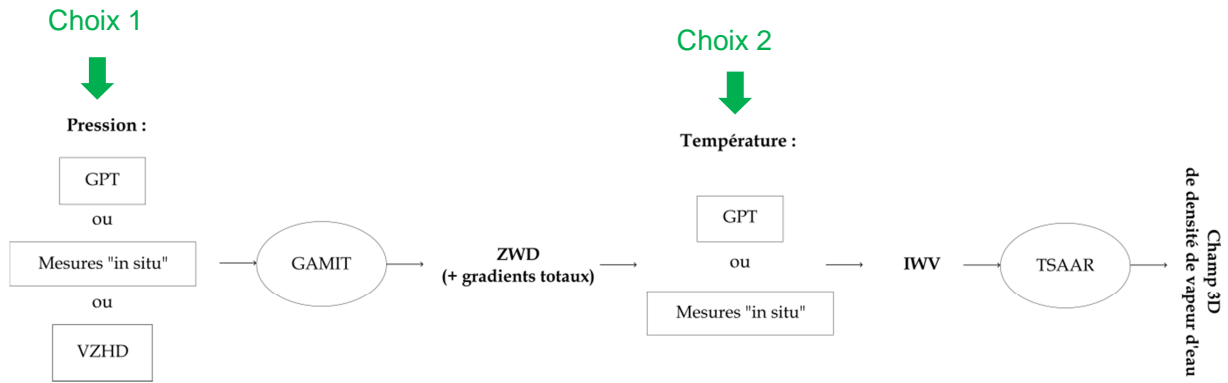 Choix 1
Choix 2
Pression :
GPT
ou
Mesures "in situ"
ou
VZHD
GAMIT
ZWD
(+ gradients totaux)
Température :
GPT
ou
Mesures "in situ"
IWV
TSAAR
Champ 3D
de densité de vapeur d'eau